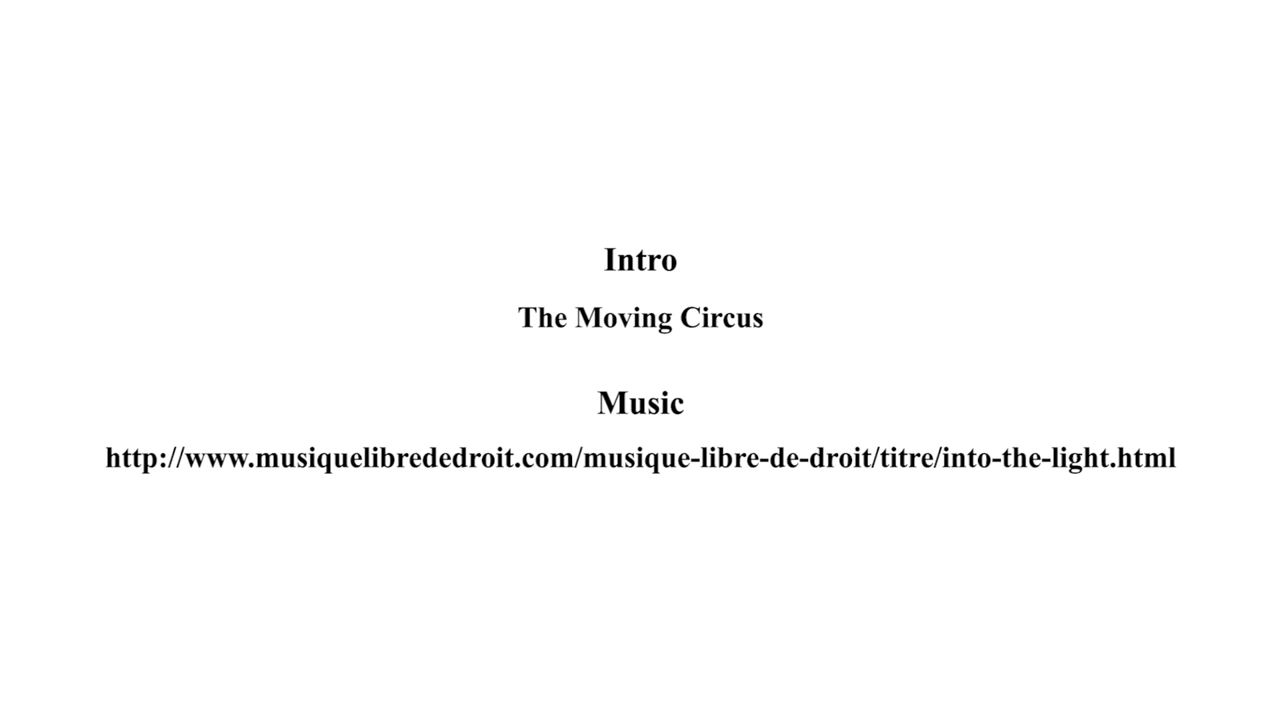 Intro
The Moving Circus
Music
http://www.musiquelibrededroit.com/musique-libre-de-droit/titre/into-the-light.html